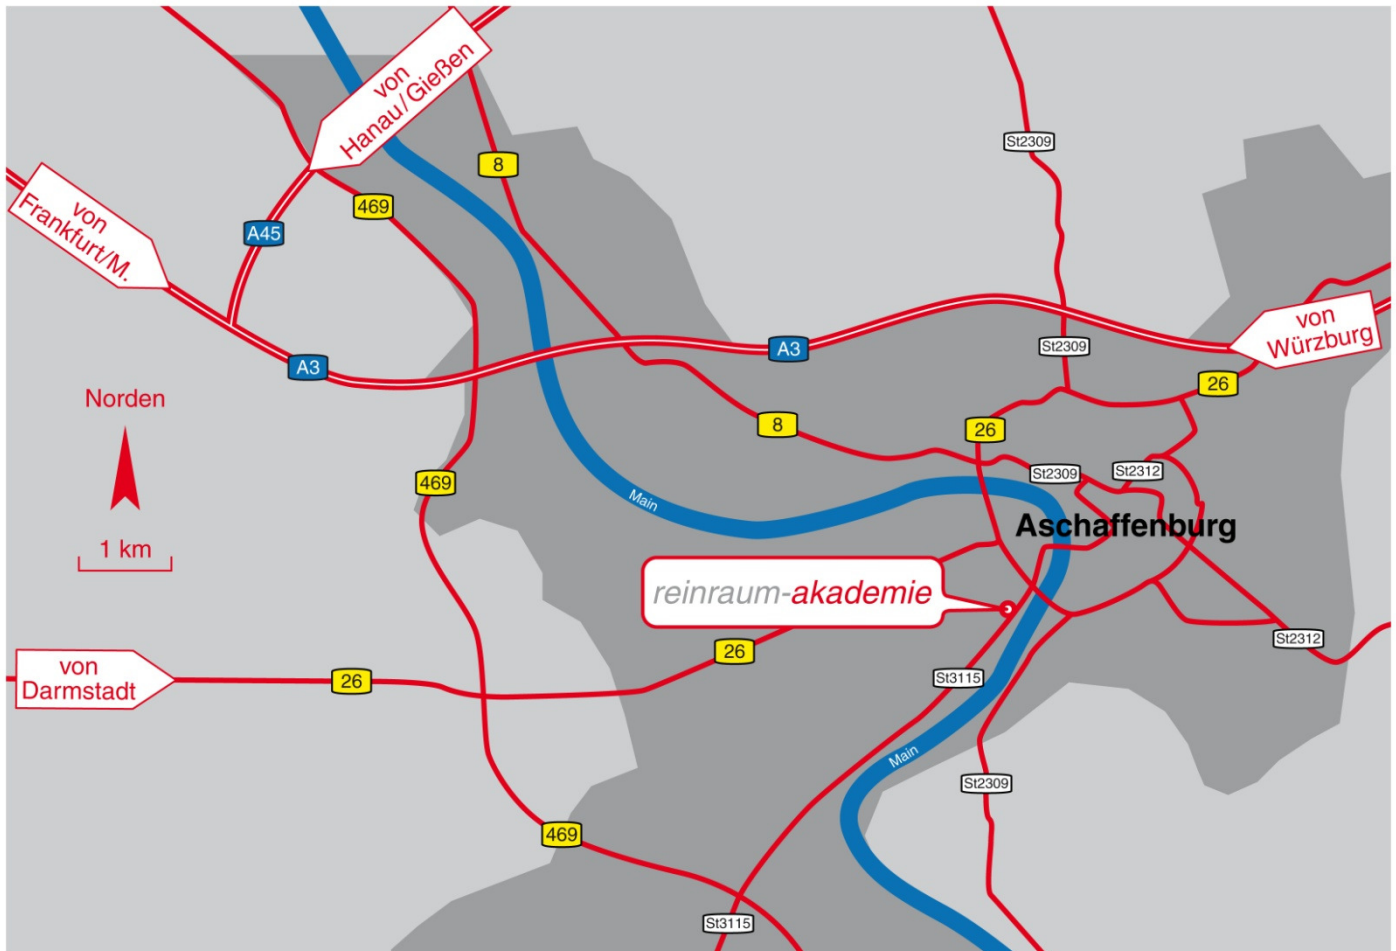 von
Hanau/Gießen
St2309
8
469
von
Frankfurt/M.
A45
von
Würzburg
St2309
A3
A3
26
Norden
8
26
St2309
St2312
469
Main
Aschaffenburg
1 km
reinraum-akademie
St2312
26
von
Darmstadt
26
St3115
Main
St2309
469
St3115